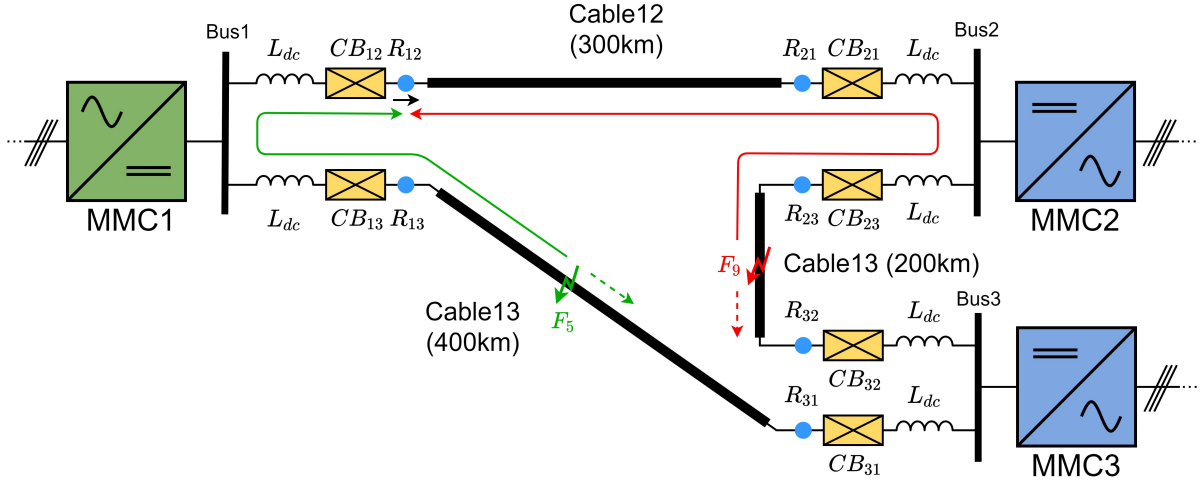 Cable12
(300km)
Bus1
L_dc
CB_12
R_12
R_21
CB_21
L_dc
Bus2
MMC1
L_dc
CB_13
R_13
R_23
CB_23
L_dc
MMC2
F_9
Cable13 (200km)
F_5
Cable13
(400km)
R_32
L_dc
Bus3
CB_32
R_31
L_dc
CB_31
MMC3